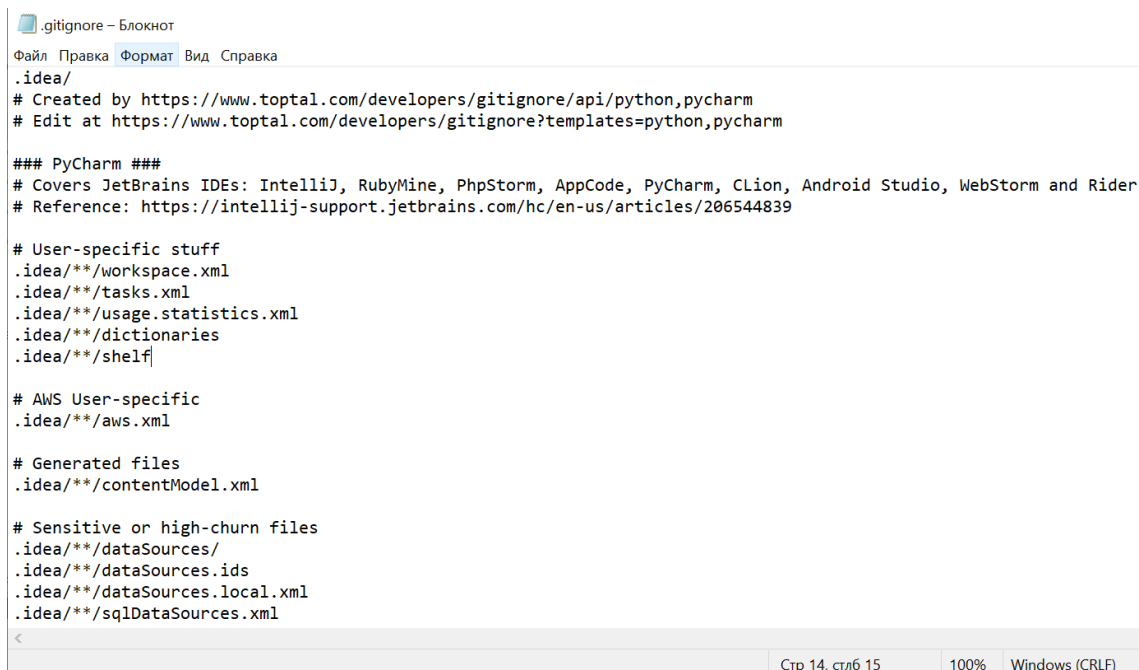 .gitignore – Блокнот
Файл Правка Формат Вид Справка
.idea/
# Created by https://www.toptal.com/developers/gitignore/api/python,pycharm
# Edit at https://www.toptal.com/developers/gitignore?templates=python,pycharm
### PyCharm ###
# Covers JetBrains IDEs: IntelliJ, RubyMine, PhpStorm, AppCode, PyCharm, CLion, Android Studio, WebStorm and Rider
# Reference: https://intellij-support.jetbrains.com/hc/en-us/articles/206544839
# User-specific stuff
.idea/**/workspace.xml
.idea/**/tasks.xml
.idea/**/usage.statistics.xml
.idea/**/dictionaries
.idea/**/shelf
# AWS User-specific
.idea/**/aws.xml
# Generated files
.idea/**/contentModel.xml
# Sensitive or high-churn files
.idea/**/dataSources/
.idea/**/dataSources.ids
.idea/**/dataSources.local.xml
.idea/**/sqlDataSources.xml
Стр 14, стлб 15 100% Windows (CRLF)